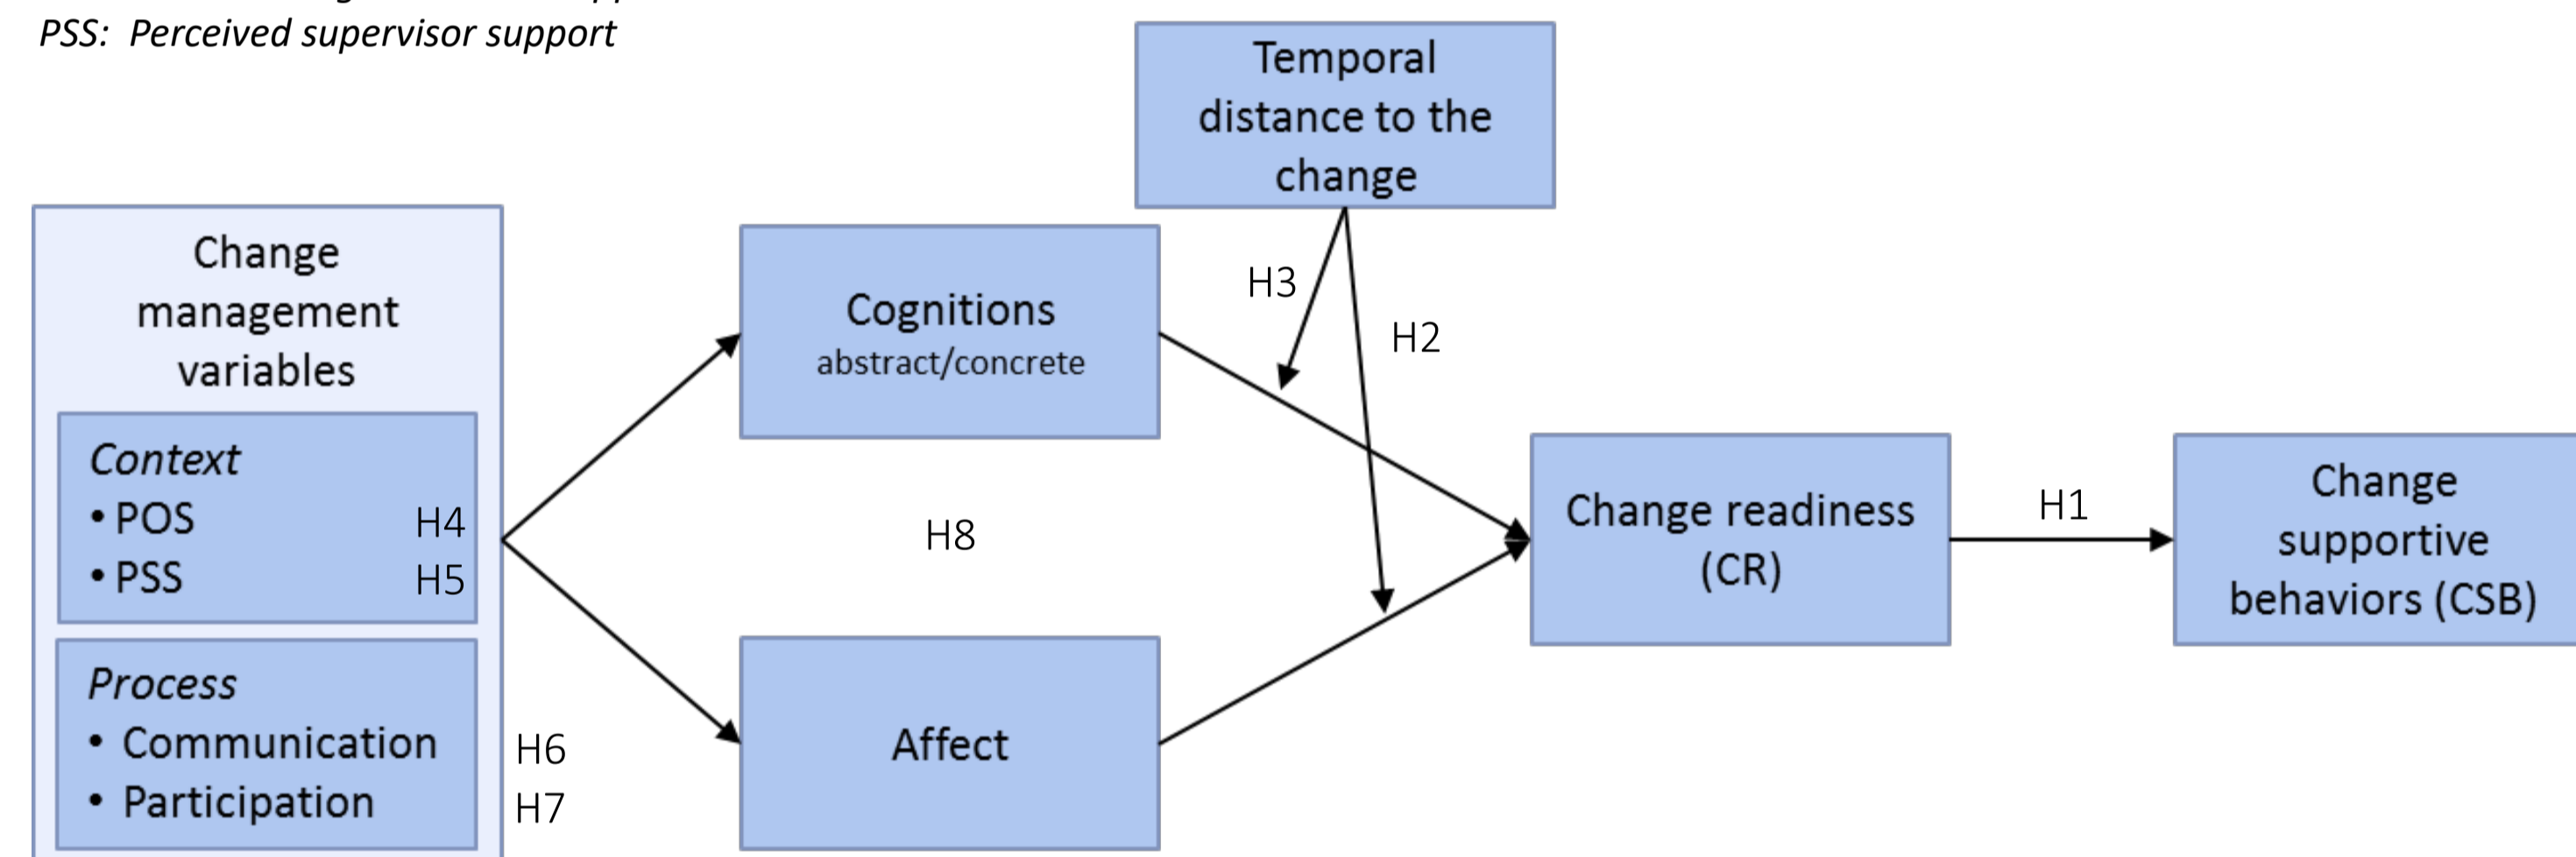 PSS: Perceived supervisor support
Temporal
distance to the
change
Change
management
variables
Context
• POS H4
• PSS H5
Process
• Communication H6
• Participation H7
Cognitions
abstract/concrete
H3
H2
H8
Affect
Change readiness
(CR)
H1
Change
supportive
behaviors (CSB)